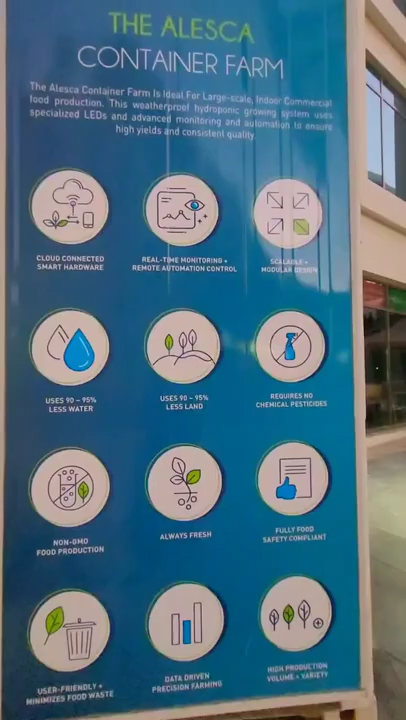 THE ALESCA
CONTAINER FARM
The Alesca Container Farm Is Ideal For Large-scale, Indoor Commercial
food production. This weatherproof hydroponic growing system uses
specialized LEDs and advanced monitoring and automation to ensure
high yields and consistent quality.
CLOUD CONNECTED
SMART HARDWARE
REAL-TIME MONITORING +
REMOTE AUTOMATION CONTROL
SCALABLE +
MODULAR DESIGN
USES 90 – 95%
LESS WATER
USES 90 – 95%
LESS LAND
REQUIRES NO
CHEMICAL PESTICIDES
NON-GMO
FOOD PRODUCTION
ALWAYS FRESH
FULLY FOOD
SAFETY COMPLIANT
USER-FRIENDLY +
MINIMIZES FOOD WASTE
DATA DRIVEN
PRECISION FARMING
HIGH PRODUCTION
VOLUME + VARIETY